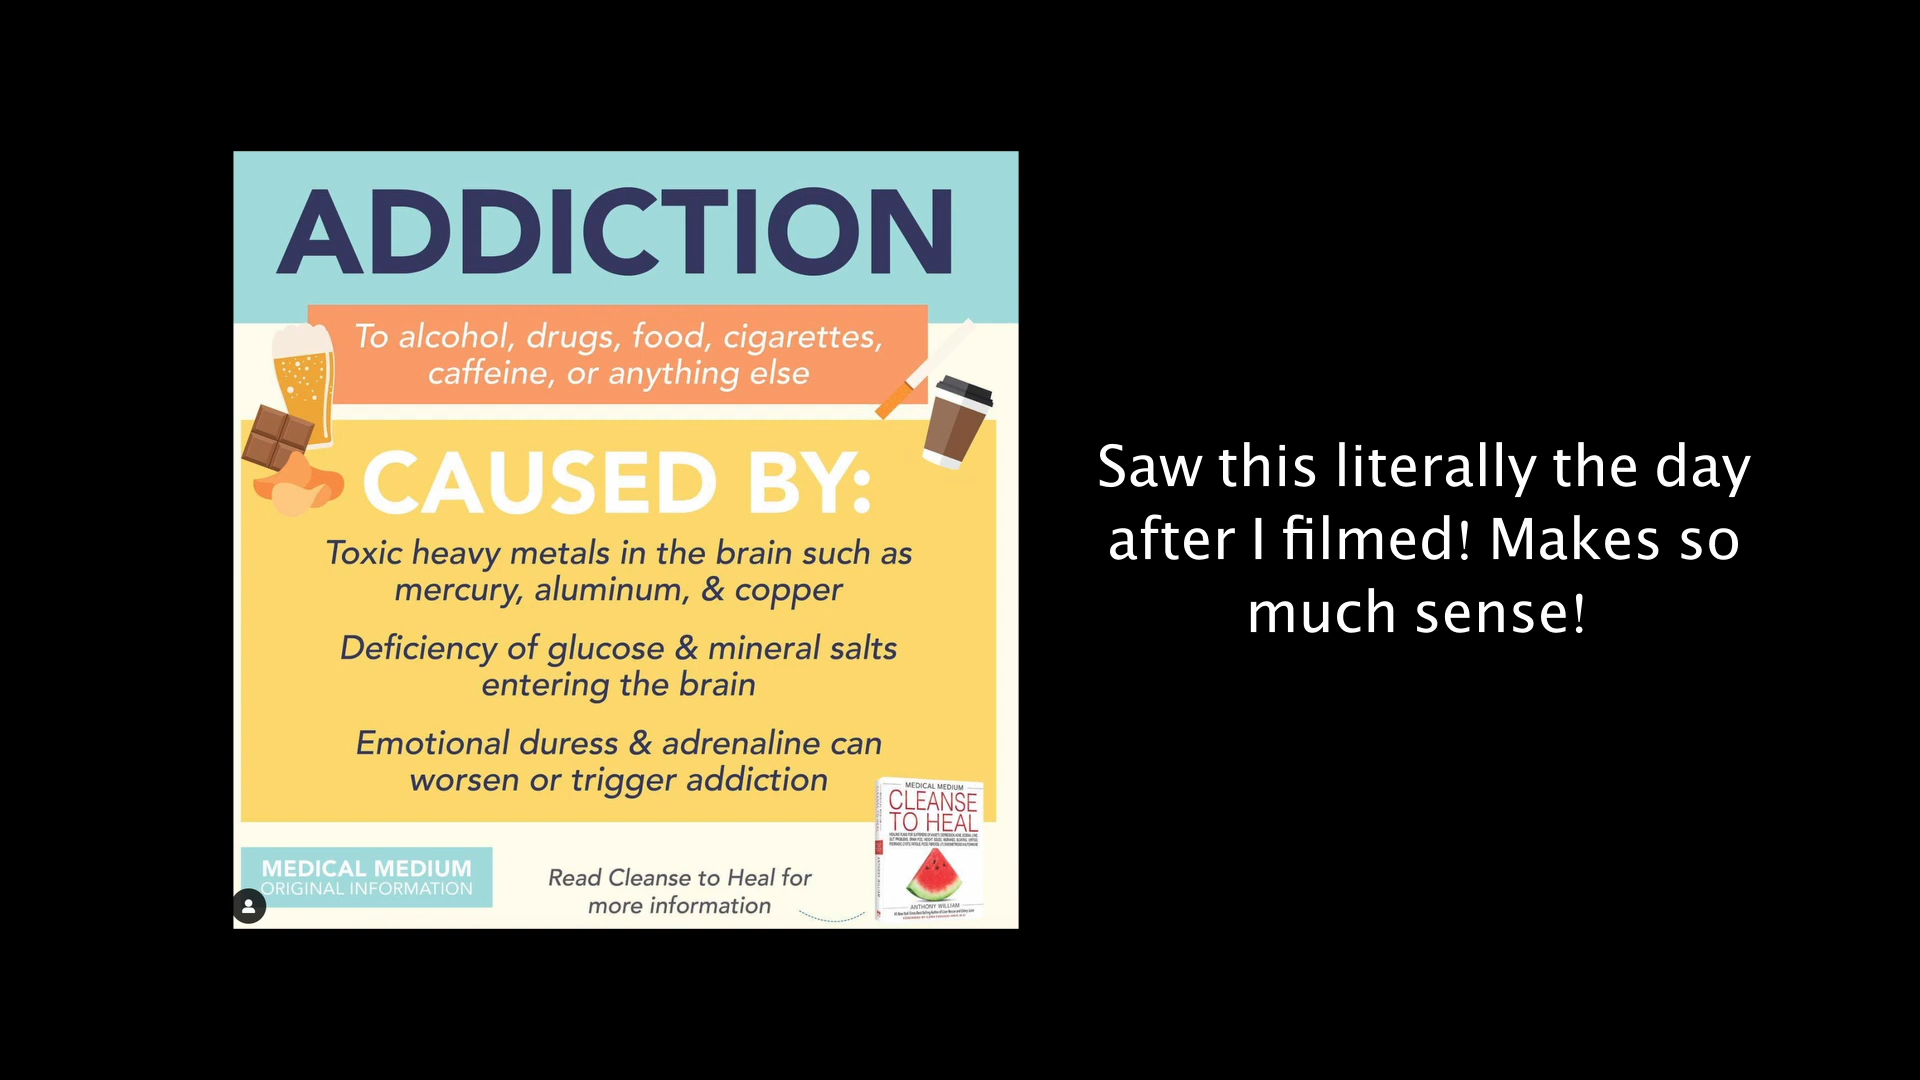 ADDICTION
To alcohol, drugs, food, cigarettes,
caffeine, or anything else
CAUSED BY:
Toxic heavy metals in the brain such as
mercury, aluminum, & copper
Deficiency of glucose & mineral salts
entering the brain
Emotional duress & adrenaline can
worsen or trigger addiction
MEDICAL MEDIUM
ORIGINAL INFORMATION
Read Cleanse to Heal for
more information
MEDICAL MEDIUM
CLEANSE
TO HEAL
ANTHONY WILLIAM
Saw this literally the day
after I filmed! Makes so
much sense!